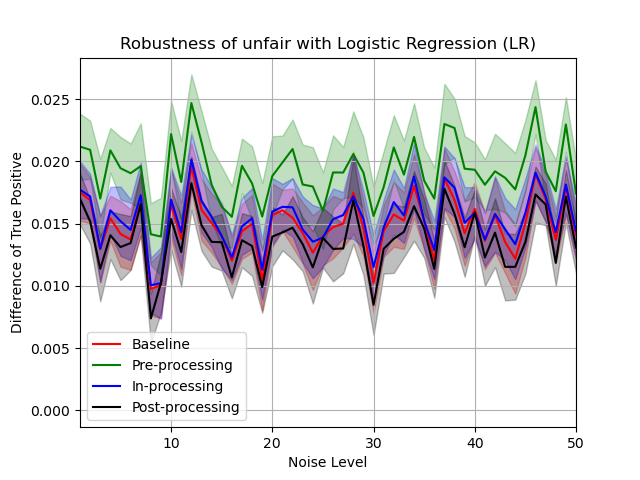 Robustness of unfair with Logistic Regression (LR)
Difference of True Positive
0.025
0.020
0.015
0.010
0.005
0.000
Baseline
Pre-processing
In-processing
Post-processing
10 20 30 40 50
Noise Level